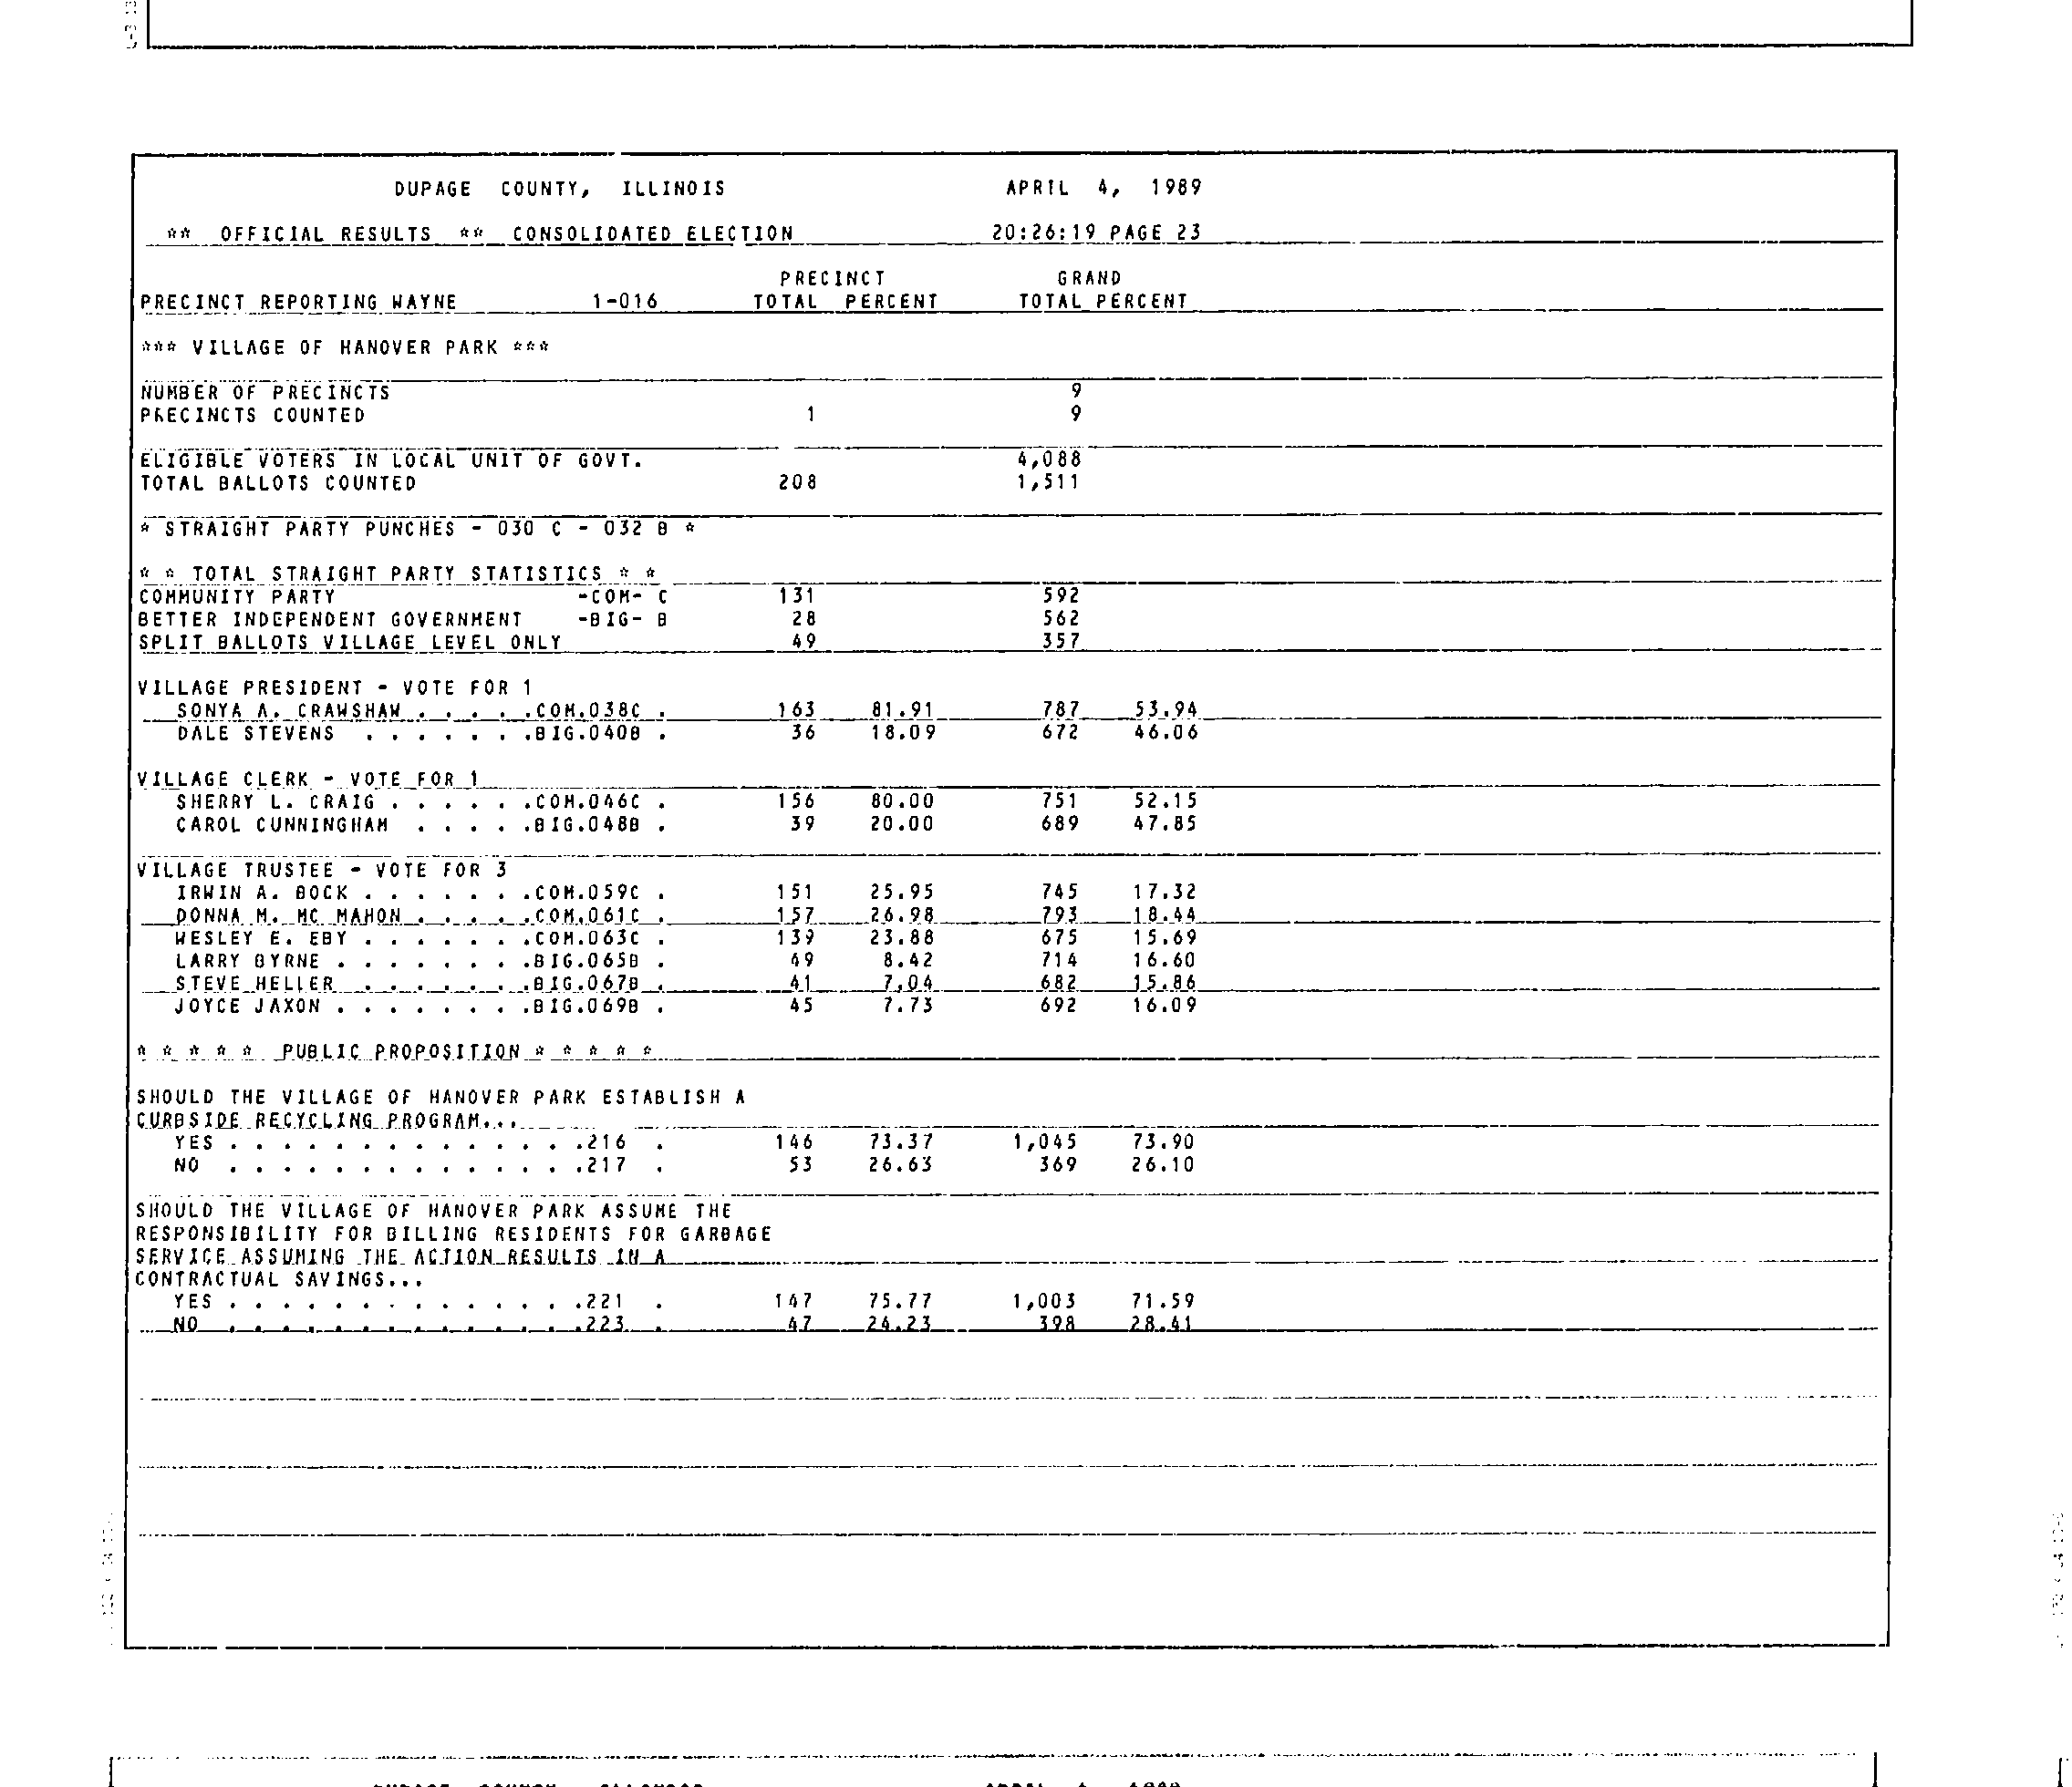 DUPAGE COUNTY, ILLINOIS APRIL 4, 1989
** OFFICIAL RESULTS ** CONSOLIDATED ELECTION 20:26:19 PAGE 23
PRECINCT GRAND
PRECINCT REPORTING WAYNE 1-016 TOTAL PERCENT TOTAL PERCENT
*** VILLAGE OF HANOVER PARK ***
NUMBER OF PRECINCTS 9
PRECINCTS COUNTED 1 9
ELIGIBLE VOTERS IN LOCAL UNIT OF GOVT. 4,088
TOTAL BALLOTS COUNTED 208 1,511
* STRAIGHT PARTY PUNCHES - 030 C - 032 B *
* * TOTAL STRAIGHT PARTY STATISTICS * *
COMMUNITY PARTY -COM- C 131 592
BETTER INDEPENDENT GOVERNMENT -BIG- B 28 562
SPLIT BALLOTS VILLAGE LEVEL ONLY 49 357
VILLAGE PRESIDENT - VOTE FOR 1
SONYA A. CRAWSHAW . . . . .COM.038C . 163 81.91 787 53.94
DALE STEVENS . . . . . . .BIG.040B . 36 18.09 672 46.06
VILLAGE CLERK - VOTE FOR 1
SHERRY L. CRAIG . . . . . .COM.046C . 156 80.00 751 52.15
CAROL CUNNINGHAM . . . . .BIG.048B . 39 20.00 689 47.85
VILLAGE TRUSTEE - VOTE FOR 3
IRWIN A. BOCK . . . . . . .COM.059C . 151 25.95 745 17.32
DONNA M. MC MAHON . . . . .COM.061C . 157 26.98 793 18.44
WESLEY E. EBY . . . . . . .COM.063C . 139 23.88 675 15.69
LARRY BYRNE . . . . . . . .BIG.065B . 49 8.42 714 16.60
STEVE HELLER . . . . . . .BIG.067B . 41 7.04 682 15.86
JOYCE JAXON . . . . . . . .BIG.069B . 45 7.73 692 16.09
* * * * * PUBLIC PROPOSITION * * * * *
SHOULD THE VILLAGE OF HANOVER PARK ESTABLISH A
CURBSIDE RECYCLING PROGRAM...
YES . . . . . . . . . . . . . .216 . 146 73.37 1,045 73.90
NO . . . . . . . . . . . . . .217 . 53 26.63 369 26.10
SHOULD THE VILLAGE OF HANOVER PARK ASSUME THE
RESPONSIBILITY FOR BILLING RESIDENTS FOR GARBAGE
SERVICE ASSUMING THE ACTION RESULTS IN A
CONTRACTUAL SAVINGS...
YES . . . . . . . . . . . . . .221 . 147 75.77 1,003 71.59
NO . . . . . . . . . . . . . .223 . 47 24.23 398 28.41